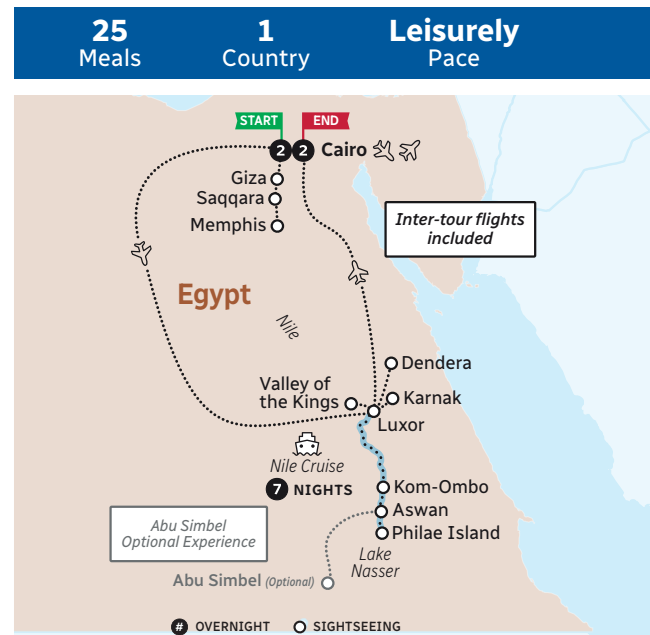 25
Meals
1
Country
Leisurely
Pace
START
END
2
2
Cairo
Giza
Saqqara
Memphis
Inter-tour flights
included
Egypt
Nile
Dendera
Valley of
the Kings
Karnak
Luxor
Nile Cruise
7 NIGHTS
Kom-Ombo
Aswan
Abu Simbel
Optional Experience
Philae Island
Lake
Nasser
Abu Simbel (Optional)
# OVERNIGHT
SIGHTSEEING